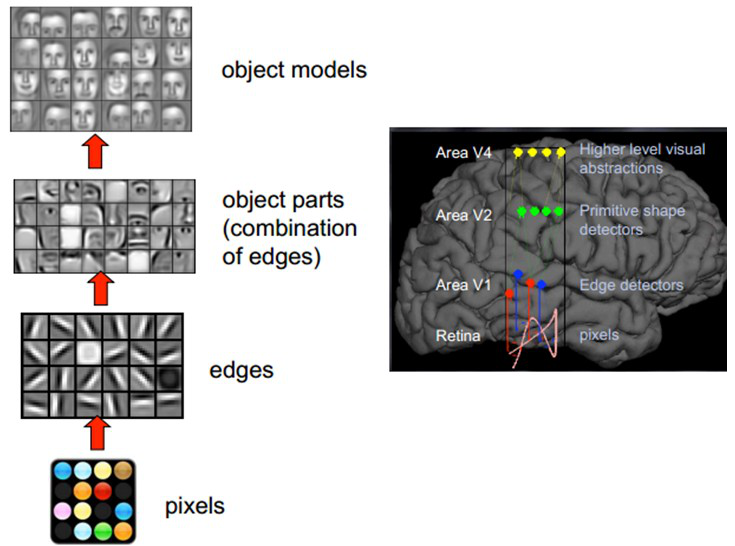 object models
object parts
(combination
of edges)
edges
pixels
Area V4
Higher level visual
abstractions
Area V2
Primitive shape
detectors
Area V1
Edge detectors
Retina
pixels